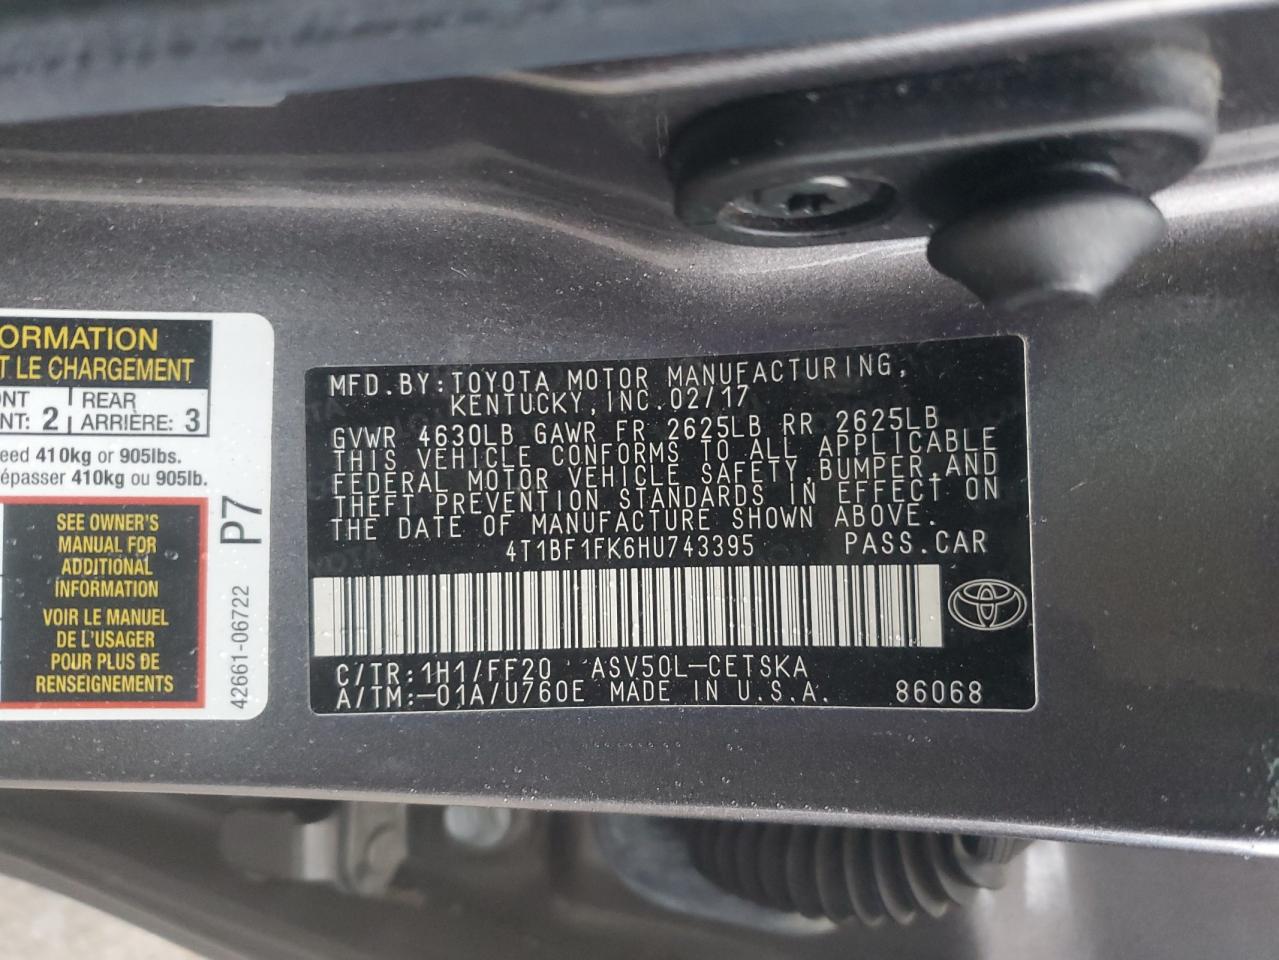 ORMATION
T LE CHARGEMENT
NT
REAR
NT: 2
ARRIÈRE: 3
eed 410kg or 905lbs.
épasser 410kg ou 905lb.
SEE OWNER'S
MANUAL FOR
ADDITIONAL
INFORMATION
VOIR LE MANUEL
DE L'USAGER
POUR PLUS DE
RENSEIGNEMENTS
P7
42661-06722
MFD.BY:TOYOTA MOTOR MANUFACTURING,
KENTUCKY,INC.02/17
GVWR 4630LB GAWR FR 2625LB RR 2625LB
THIS VEHICLE CONFORMS TO ALL APPLICABLE
FEDERAL MOTOR VEHICLE SAFETY,BUMPER,AND
THEFT PREVENTION STANDARDS IN EFFECT ON
THE DATE OF MANUFACTURE SHOWN ABOVE.
4T1BF1FK6HU743395 PASS.CAR
C/TR:1H1/FF20 ASV50L-CETSKA
A/TM:-01A/U760E MADE IN U.S.A. 86068